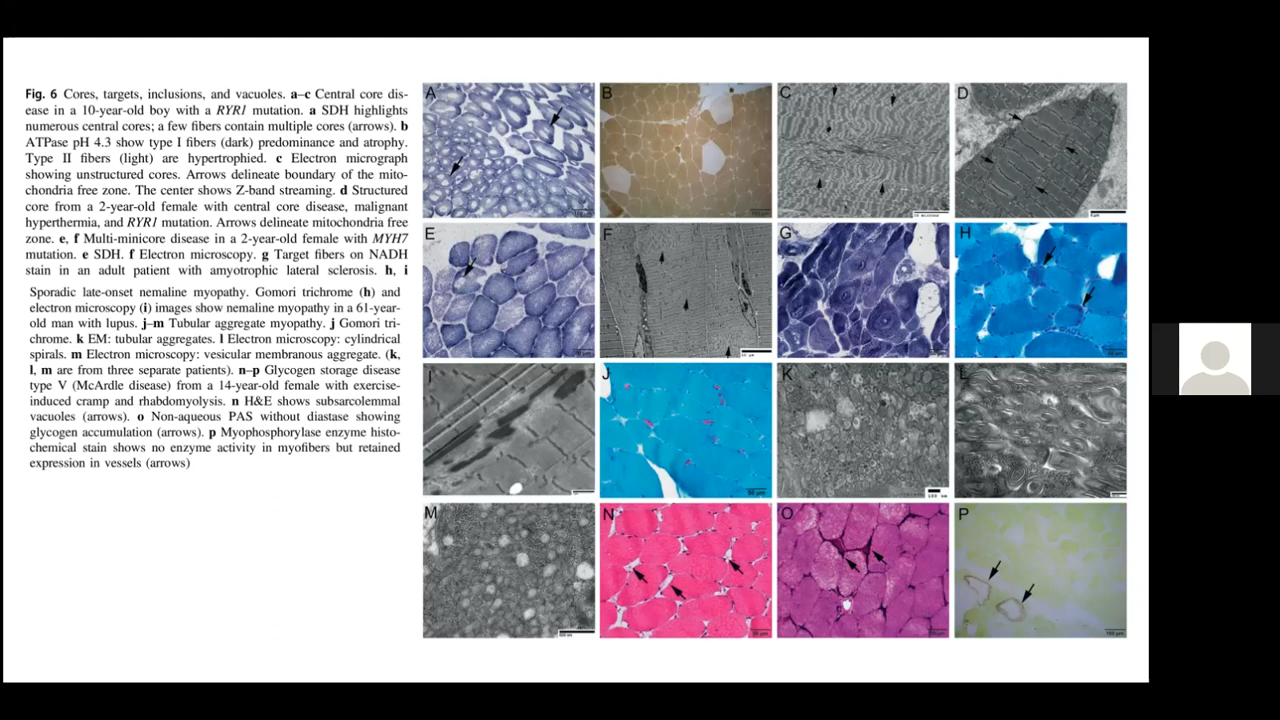 Fig. 6 Cores, targets, inclusions, and vacuoles. a–c Central core dis-
ease in a 10-year-old boy with a RYR1 mutation. a SDH highlights
numerous central cores; a few fibers contain multiple cores (arrows). b
ATPase pH 4.3 show type I fibers (dark) predominance and atrophy.
Type II fibers (light) are hypertrophied. c Electron micrograph
showing unstructured cores. Arrows delineate boundary of the mito-
chondria free zone. The center shows Z-band streaming. d Structured
core from a 2-year-old female with central core disease, malignant
hyperthermia, and RYR1 mutation. Arrows delineate mitochondria free
zone. e, f Multi-minicore disease in a 2-year-old female with MYH7
mutation. e SDH. f Electron microscopy. g Target fibers on NADH
stain in an adult patient with amyotrophic lateral sclerosis. h, i
Sporadic late-onset nemaline myopathy. Gomori trichrome (h) and
electron microscopy (i) images show nemaline myopathy in a 61-year-
old man with lupus. j–m Tubular aggregate myopathy. j Gomori tri-
chrome. k EM: tubular aggregates. l Electron microscopy: cylindrical
spirals. m Electron microscopy: vesicular membranous aggregate. (k,
l, m are from three separate patients). n–p Glycogen storage disease
type V (McArdle disease) from a 14-year-old female with exercise-
induced cramp and rhabdomyolysis. n H&E shows subsarcolemmal
vacuoles (arrows). o Non-aqueous PAS without diastase showing
glycogen accumulation (arrows). p Myophosphorylase enzyme histo-
chemical stain shows no enzyme activity in myofibers but retained
expression in vessels (arrows)
A
B
C
D
E
F
G
H
I
J
K
L
M
N
O
P